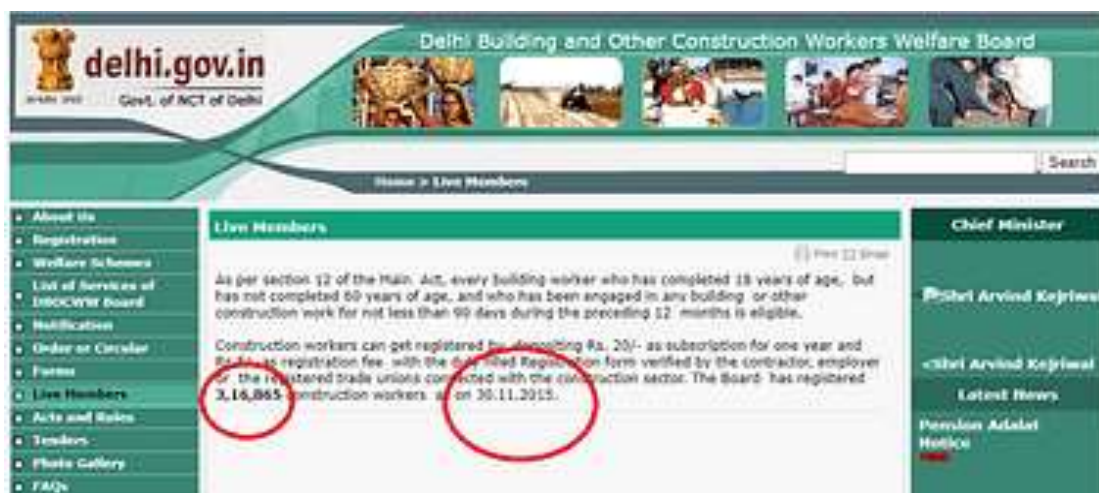 Delhi Building and Other Construction Workers Welfare Board
delhi.gov.in
Govt. of NCT of Delhi
Search
Home > Live Members
About Us
Registration
Welfare Schemes
List of Services of
DBOCWW Board
Notification
Order or Circular
Forms
Live Members
Acts and Rules
Tenders
Photo Gallery
FAQs
Live Members
Print
As per section 12 of the Main. Act, every building worker who has completed 18 years of age, but
has not completed 60 years of age, and who has been engaged in any building or other
construction work for not less than 90 days during the preceding 12 months is eligible.
Construction workers can get registered by depositing Rs. 20/- as subscription for one year and
as registration fee with the duly filled Registration form verified by the contractor, employer
or the registered trade unions connected with the construction sector. The Board has registered
3,16,865 construction workers as on 30.11.2015.
Chief Minister
Shri Arvind Kejriwal
<Shri Arvind Kejriwal
Latest News
Pension Adalat
Notice